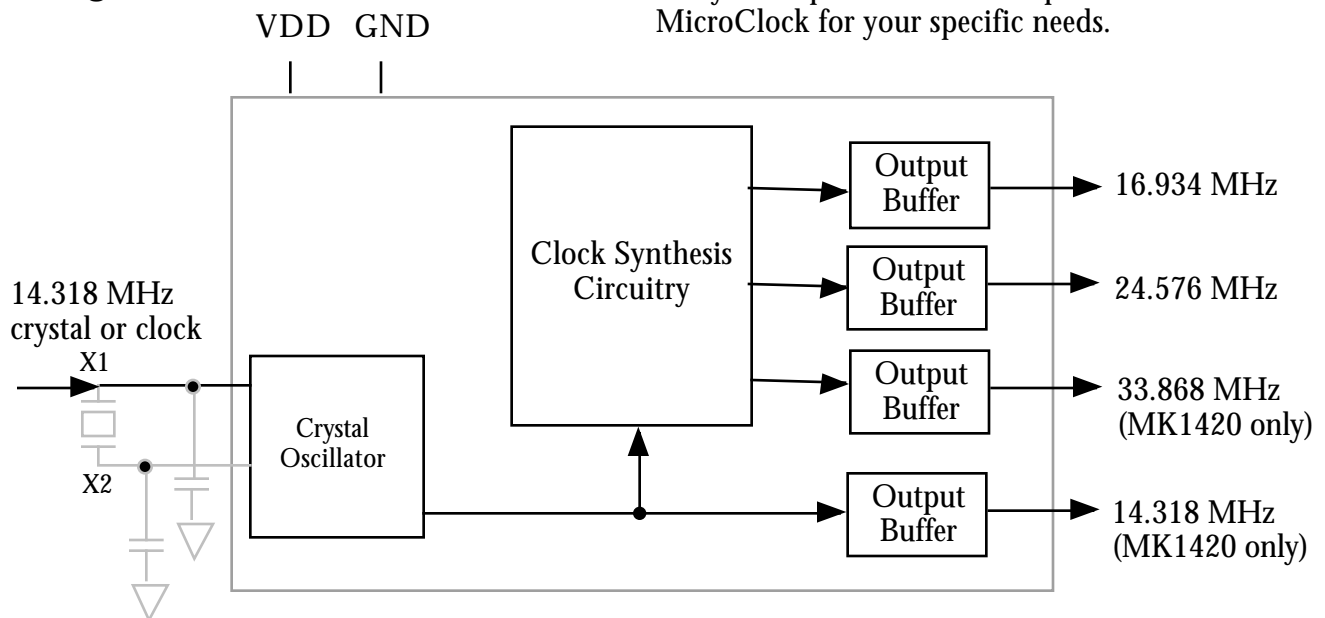 MicroClock for your specific needs.
VDD GND
Output
Buffer
16.934 MHz
Clock Synthesis
Circuitry
Output
Buffer
24.576 MHz
14.318 MHz
crystal or clock
X1
Output
Buffer
33.868 MHz
(MK1420 only)
Crystal
Oscillator
X2
Output
Buffer
14.318 MHz
(MK1420 only)